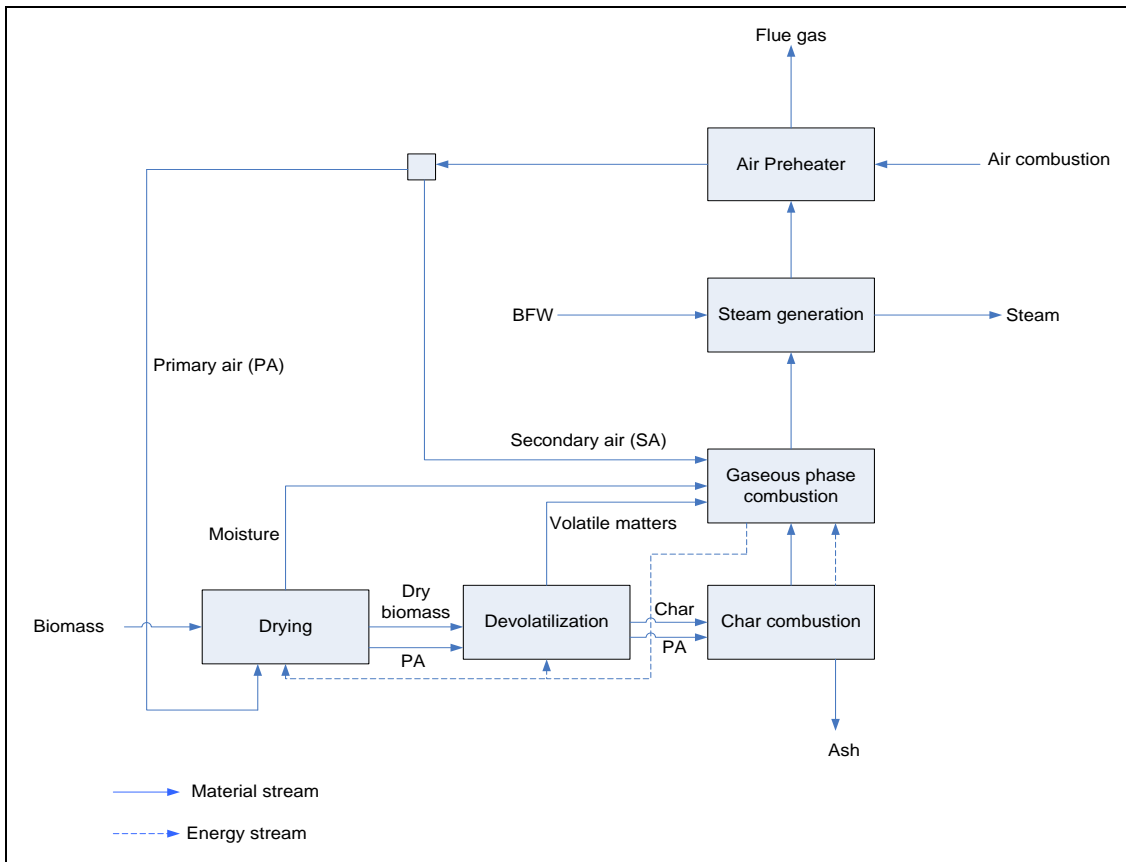 Flue gas
Air Preheater
Air combustion
BFW
Steam generation
Steam
Primary air (PA)
Secondary air (SA)
Gaseous phase
combustion
Moisture
Volatile matters
Biomass
Drying
Dry
biomass
PA
Devolatilization
Char
PA
Char combustion
Ash
Material stream
Energy stream